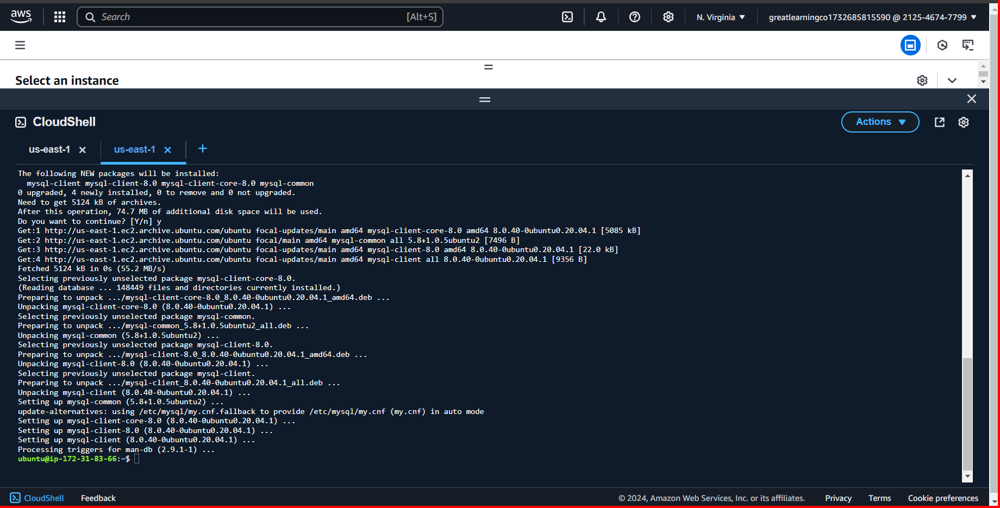 aws
Search
[Alt+S]
N. Virginia
greatlearningco1732685815590 @ 2125-4674-7799
Select an instance
CloudShell
Actions
us-east-1
us-east-1
The following NEW packages will be installed:
mysql-client mysql-client-8.0 mysql-client-core-8.0 mysql-common
0 upgraded, 4 newly installed, 0 to remove and 0 not upgraded.
Need to get 5124 kB of archives.
After this operation, 74.7 MB of additional disk space will be used.
Do you want to continue? [Y/n] y
Get:1 http://us-east-1.ec2.archive.ubuntu.com/ubuntu focal-updates/main amd64 mysql-client-core-8.0 amd64 8.0.40-0ubuntu0.20.04.1 [5085 kB]
Get:2 http://us-east-1.ec2.archive.ubuntu.com/ubuntu focal/main amd64 mysql-common all 5.8+1.0.5ubuntu2 [7496 B]
Get:3 http://us-east-1.ec2.archive.ubuntu.com/ubuntu focal-updates/main amd64 mysql-client-8.0 amd64 8.0.40-0ubuntu0.20.04.1 [22.0 kB]
Get:4 http://us-east-1.ec2.archive.ubuntu.com/ubuntu focal-updates/main amd64 mysql-client all 8.0.40-0ubuntu0.20.04.1 [9356 B]
Fetched 5124 kB in 0s (55.2 MB/s)
Selecting previously unselected package mysql-client-core-8.0.
(Reading database ... 148449 files and directories currently installed.)
Preparing to unpack .../mysql-client-core-8.0_8.0.40-0ubuntu0.20.04.1_amd64.deb ...
Unpacking mysql-client-core-8.0 (8.0.40-0ubuntu0.20.04.1) ...
Selecting previously unselected package mysql-common.
Preparing to unpack .../mysql-common_5.8+1.0.5ubuntu2_all.deb ...
Unpacking mysql-common (5.8+1.0.5ubuntu2) ...
Selecting previously unselected package mysql-client-8.0.
Preparing to unpack .../mysql-client-8.0_8.0.40-0ubuntu0.20.04.1_amd64.deb ...
Unpacking mysql-client-8.0 (8.0.40-0ubuntu0.20.04.1) ...
Selecting previously unselected package mysql-client.
Preparing to unpack .../mysql-client_8.0.40-0ubuntu0.20.04.1_all.deb ...
Unpacking mysql-client (8.0.40-0ubuntu0.20.04.1) ...
Setting up mysql-common (5.8+1.0.5ubuntu2) ...
update-alternatives: using /etc/mysql/my.cnf.fallback to provide /etc/mysql/my.cnf (my.cnf) in auto mode
Setting up mysql-client-core-8.0 (8.0.40-0ubuntu0.20.04.1) ...
Setting up mysql-client-8.0 (8.0.40-0ubuntu0.20.04.1) ...
Setting up mysql-client (8.0.40-0ubuntu0.20.04.1) ...
Processing triggers for man-db (2.9.1-1) ...
ubuntu@ip-172-31-83-66:~$
CloudShell
Feedback
© 2024, Amazon Web Services, Inc. or its affiliates.
Privacy
Terms
Cookie preferences